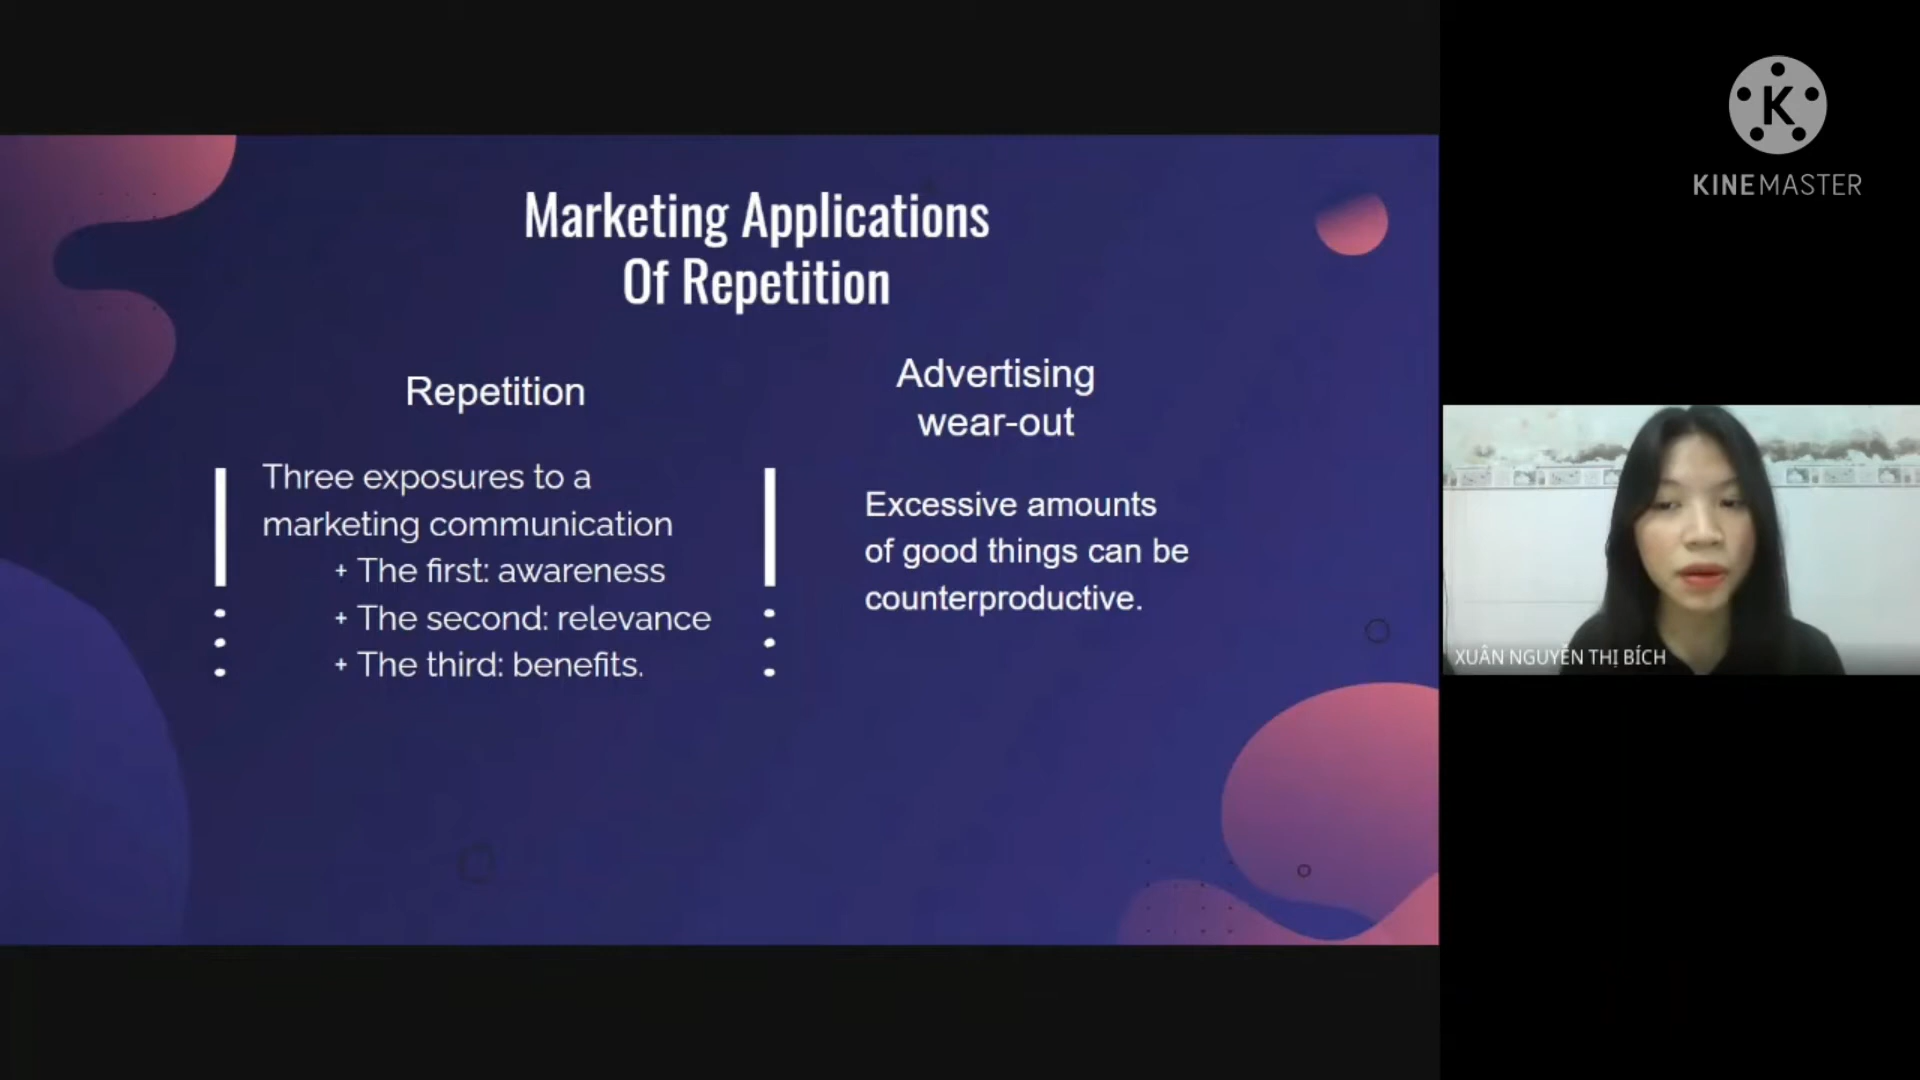 Marketing Applications
Of Repetition
Repetition
Three exposures to a
marketing communication
+ The first: awareness
+ The second: relevance
+ The third: benefits.
Advertising
wear-out
Excessive amounts
of good things can be
counterproductive.
K
KINEMASTER
XUÂN NGUYỄN THỊ BÍCH